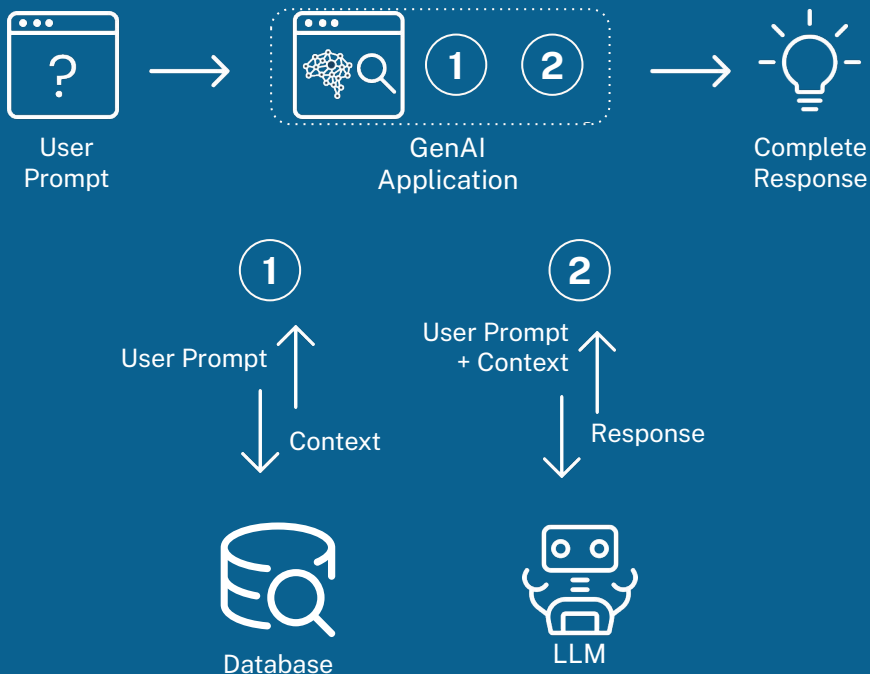 ?
1
2
User
Prompt
GenAI
Application
Complete
Response
1
2
User Prompt
Context
User Prompt
+ Context
Response
Database
LLM